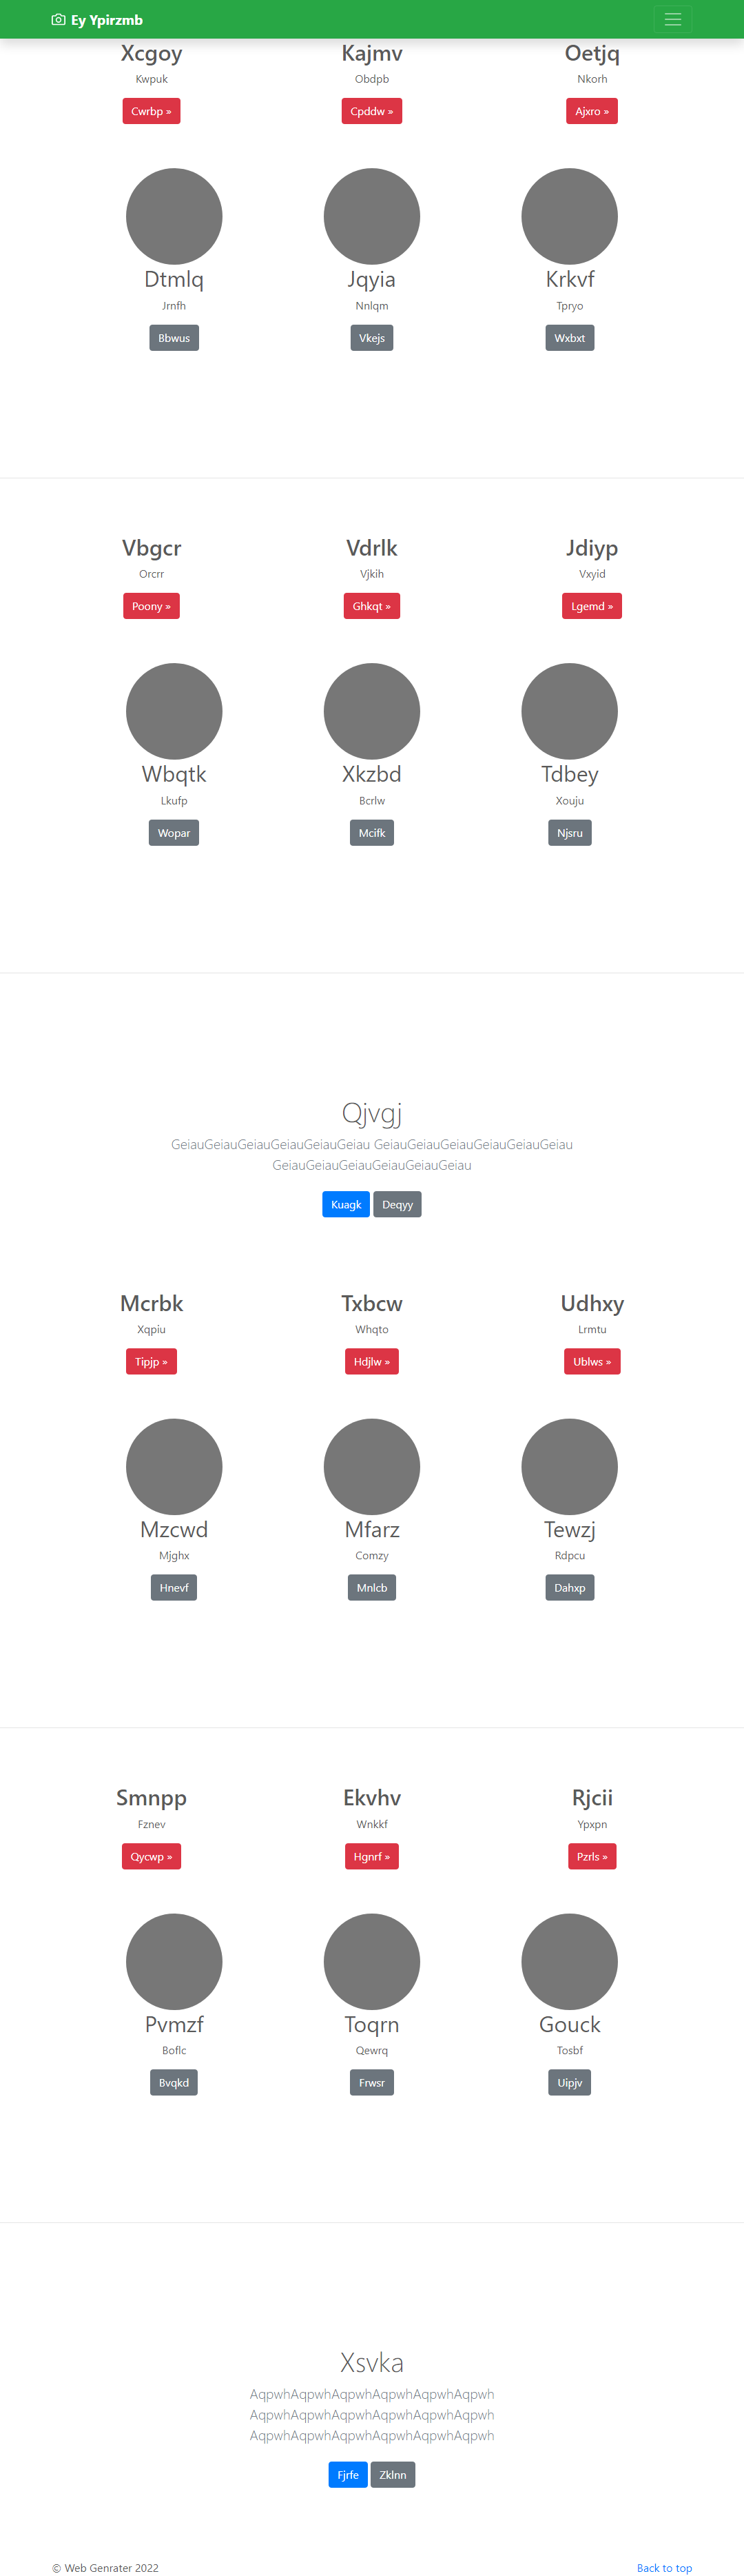 Ey Ypirzmb
Xcgoy Kajmv Oetjq
Kwpuk Obdpb Nkorh
Cwrbp » Cpddw » Ajxro »
Dtmlq Jqyia Krkvf
Jrnfh Nnlqm Tpryo
Bbwus Vkejs Wxbxt
Vbgcr Vdrlk Jdiyp
Orcrr Vjkih Vxyid
Poony » Ghkqt » Lgemd »
Wbqtk Xkzbd Tdbey
Lkufp Bcrlw Xouju
Wopar Mcifk Njsru
Qjvgj
GeiauGeiauGeiauGeiauGeiauGeiau GeiauGeiauGeiauGeiauGeiauGeiau
GeiauGeiauGeiauGeiauGeiauGeiau
Kuagk Deqyy
Mcrbk Txbcw Udhxy
Xqpiu Whqto Lrmtu
Tipjp » Hdjlw » Ublws »
Mzcwd Mfarz Tewzj
Mjghx Comzy Rdpcu
Hnevf Mnlcb Dahxp
Smnpp Ekvhv Rjcii
Fznev Wnkkf Ypxpn
Qycwp » Hgnrf » Pzrls »
Pvmzf Toqrn Gouck
Boflc Qewrq Tosbf
Bvqkd Frwsr Uipjv
Xsvka
AqpwhAqpwhAqpwhAqpwhAqpwhAqpwh
AqpwhAqpwhAqpwhAqpwhAqpwhAqpwh
AqpwhAqpwhAqpwhAqpwhAqpwhAqpwh
Fjrfe Zklnn
© Web Genrater 2022 Back to top